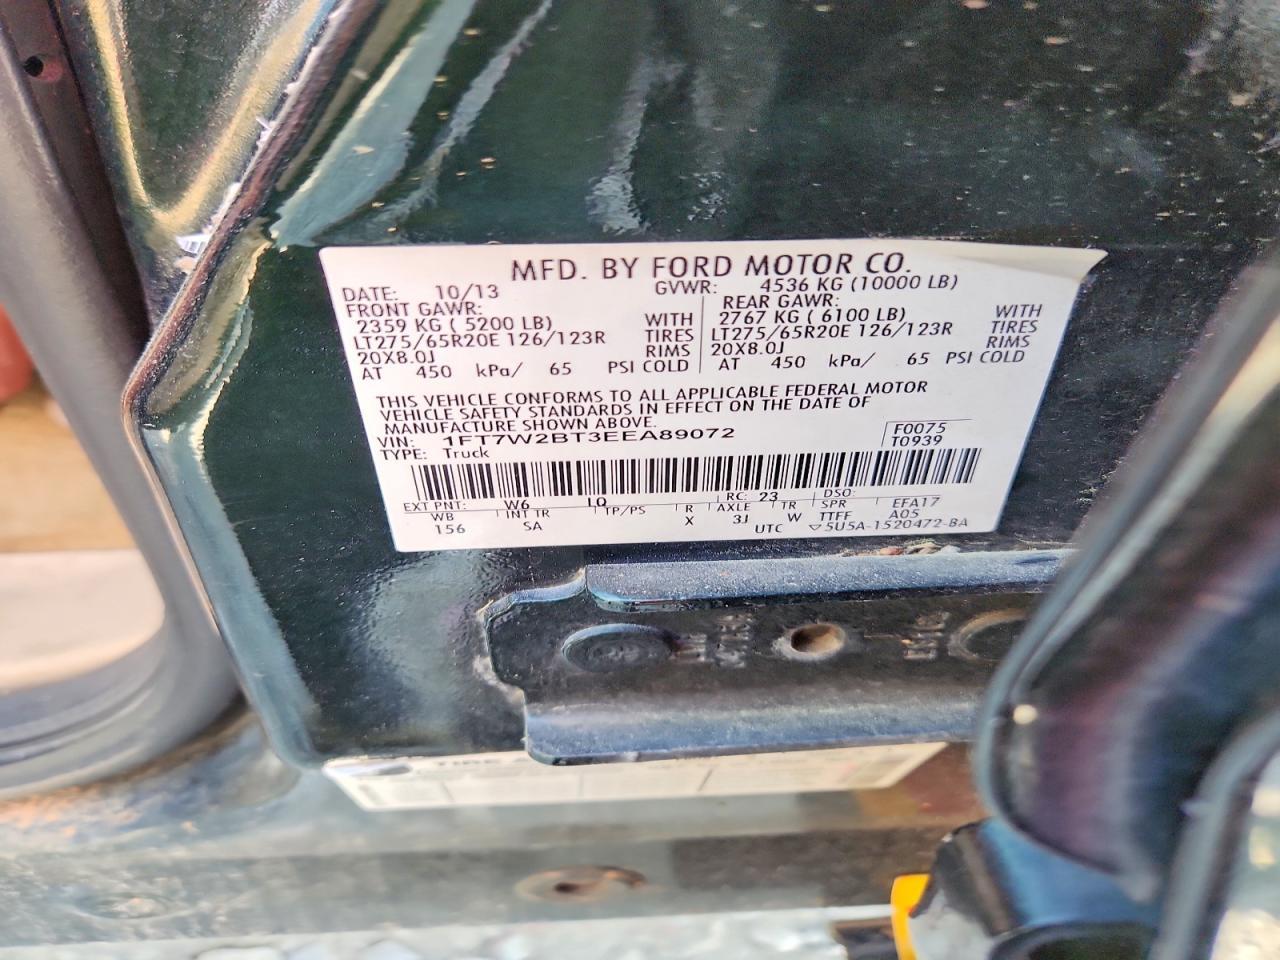 MFD. BY FORD MOTOR CO.
DATE: 10/13 GVWR: 4536 KG (10000 LB)
FRONT GAWR: REAR GAWR:
2359 KG ( 5200 LB) WITH 2767 KG ( 6100 LB) WITH
LT275/65R20E 126/123R TIRES LT275/65R20E 126/123R TIRES
20X8.0J RIMS 20X8.0J RIMS
AT 450 kPa/ 65 PSI COLD AT 450 kPa/ 65 PSI COLD
THIS VEHICLE CONFORMS TO ALL APPLICABLE FEDERAL MOTOR
VEHICLE SAFETY STANDARDS IN EFFECT ON THE DATE OF
MANUFACTURE SHOWN ABOVE.
VIN: 1FT7W2BT3EEA89072 F0075
TYPE: Truck T0939
EXT PNT: W6 LQ RC: 23 DSO:
WB INT TR TP/PS R AXLE TR SPR EFA17
156 SA X 3J W TTFF A05
UTC ▽5U5A-1520472-BA
TIRE